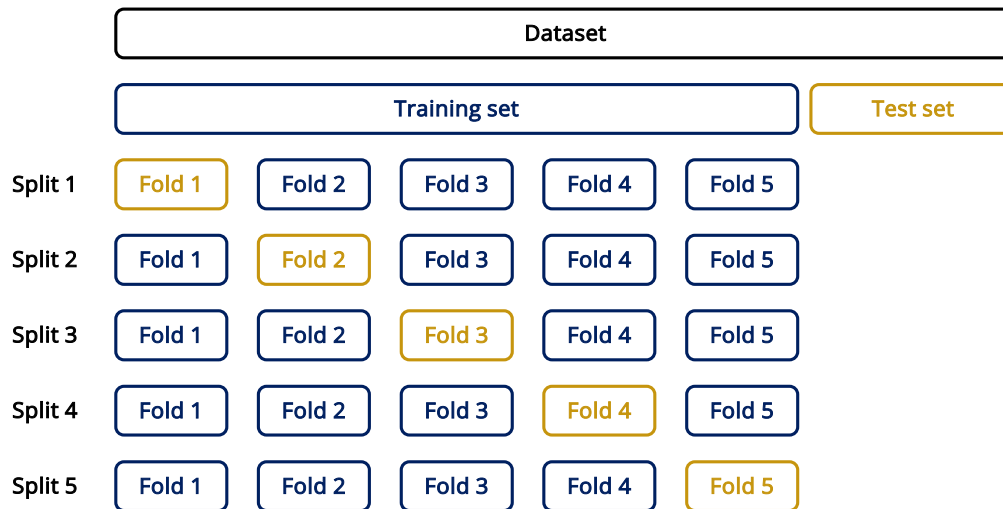 Dataset
Training set Test set
Split 1 Fold 1 Fold 2 Fold 3 Fold 4 Fold 5
Split 2 Fold 1 Fold 2 Fold 3 Fold 4 Fold 5
Split 3 Fold 1 Fold 2 Fold 3 Fold 4 Fold 5
Split 4 Fold 1 Fold 2 Fold 3 Fold 4 Fold 5
Split 5 Fold 1 Fold 2 Fold 3 Fold 4 Fold 5